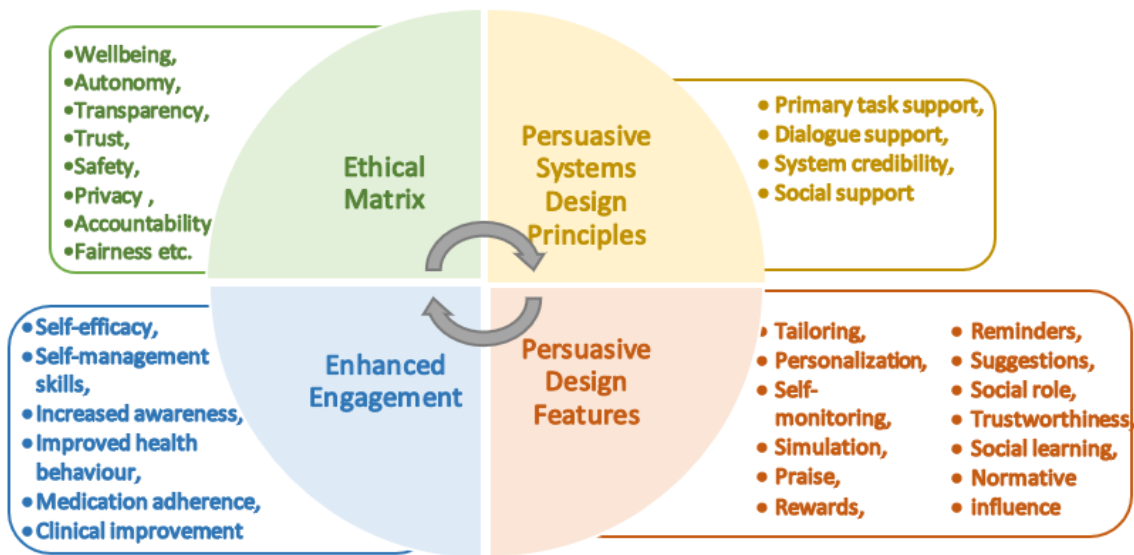 •Wellbeing,
•Autonomy,
•Transparency,
•Trust,
•Safety,
•Privacy ,
•Accountability
•Fairness etc.
Ethical
Matrix
Persuasive
Systems
Design
Principles
• Primary task support,
• Dialogue support,
• System credibility,
• Social support
•Self-efficacy,
•Self-management
skills,
•Increased awareness,
•Improved health
behaviour,
•Medication adherence,
•Clinical improvement
Enhanced
Engagement
Persuasive
Design
Features
• Tailoring,
• Personalization,
• Self-
monitoring,
• Simulation,
• Praise,
• Rewards,
• Reminders,
• Suggestions,
• Social role,
• Trustworthiness,
• Social learning,
• Normative
• influence